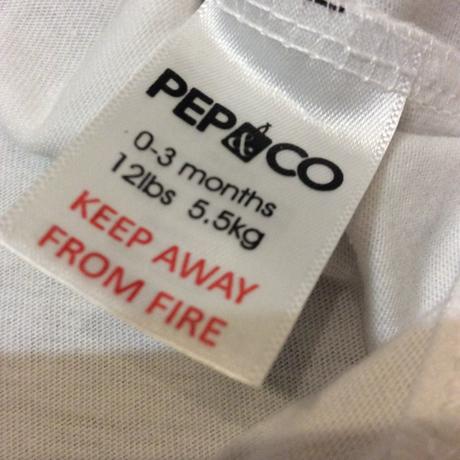 PEP&CO
0-3 months
12lbs 5.5kg
KEEP AWAY
FROM FIRE